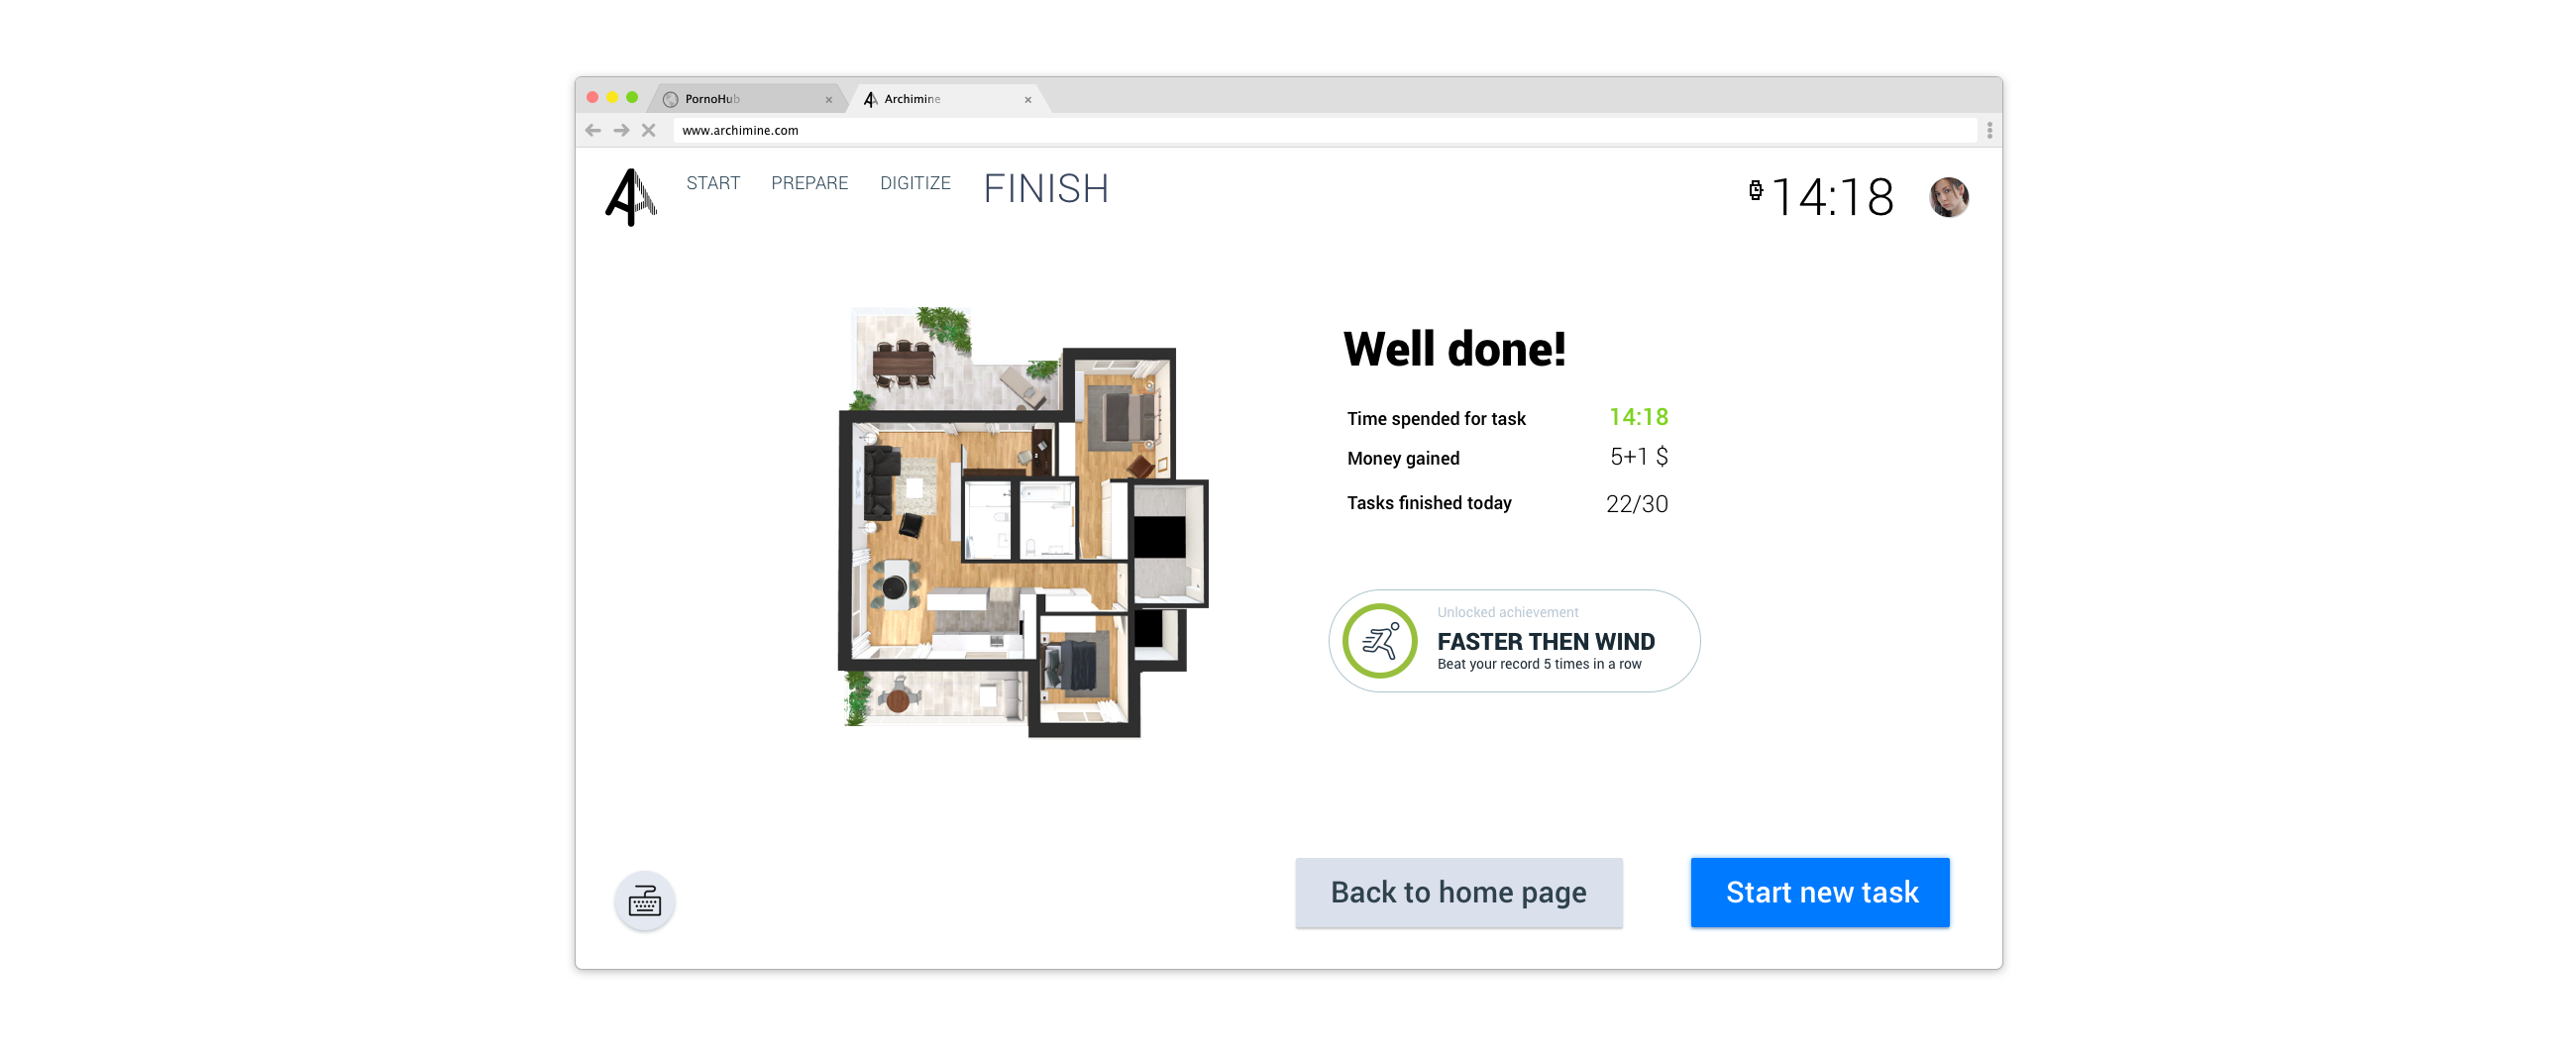 PornoHub
Archimine
www.archimine.com
START PREPARE DIGITIZE FINISH
14:18
Well done!
Time spended for task 14:18
Money gained 5+1 $
Tasks finished today 22/30
Unlocked achievement
FASTER THEN WIND
Beat your record 5 times in a row
Back to home page
Start new task